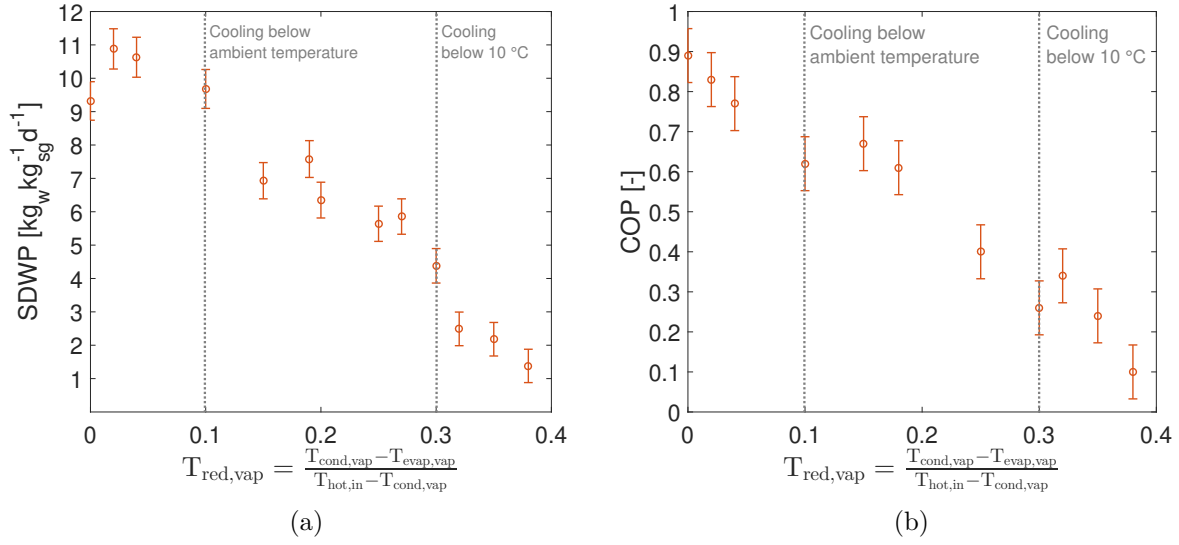 12
11
10
9
8
7
6
5
4
3
2
1
SDWP [kg_w kg_sg^-1 d^-1]
Cooling below
ambient temperature
Cooling
below 10 °C
0 0.1 0.2 0.3 0.4
T_red,vap = (T_cond,vap−T_evap,vap)/(T_hot,in−T_cond,vap)
(a)
1
0.9
0.8
0.7
0.6
0.5
0.4
0.3
0.2
0.1
0
COP [-]
Cooling below
ambient temperature
Cooling
below 10 °C
0 0.1 0.2 0.3 0.4
T_red,vap = (T_cond,vap−T_evap,vap)/(T_hot,in−T_cond,vap)
(b)